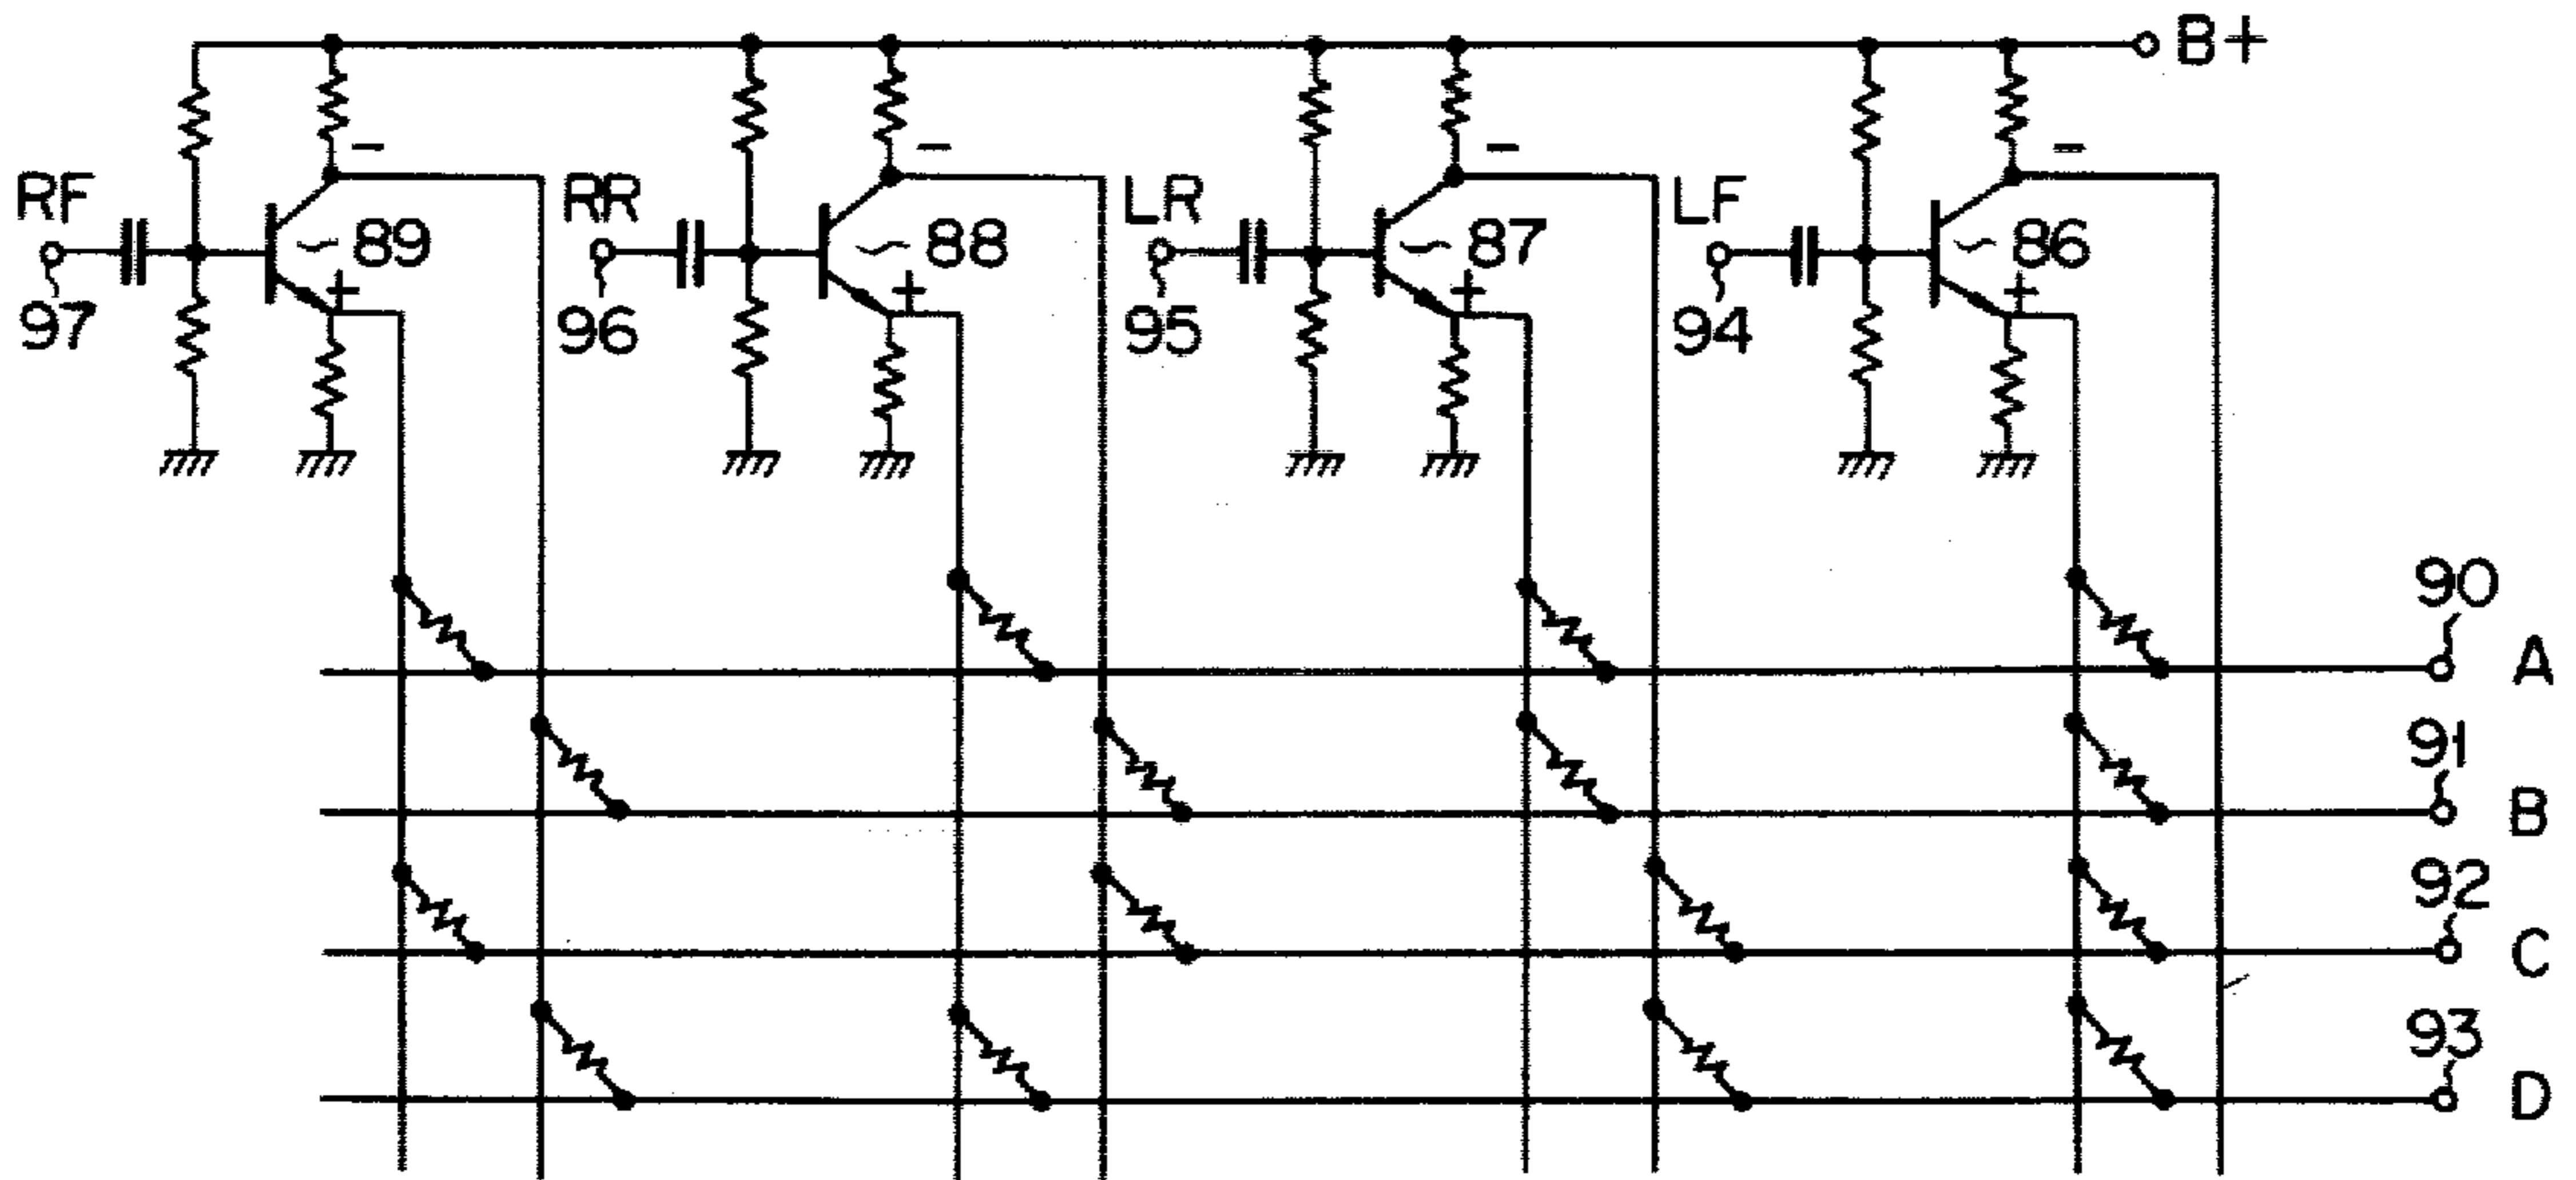 B+
- - - -
RF RR LR LF
89 88 87 86
+ + + +
97 96 95 94
90
A
91
B
92
C
93
D